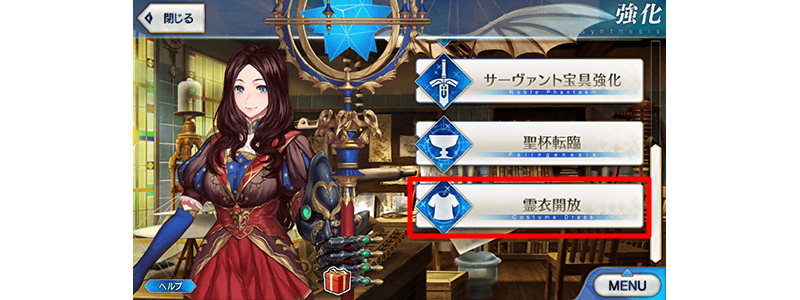 閉じる
強化
Synthesis
サーヴァント宝具強化
Noble Phantasm
聖杯転臨
Palingenesis
霊衣開放
Costume Dress
ヘルプ
MENU